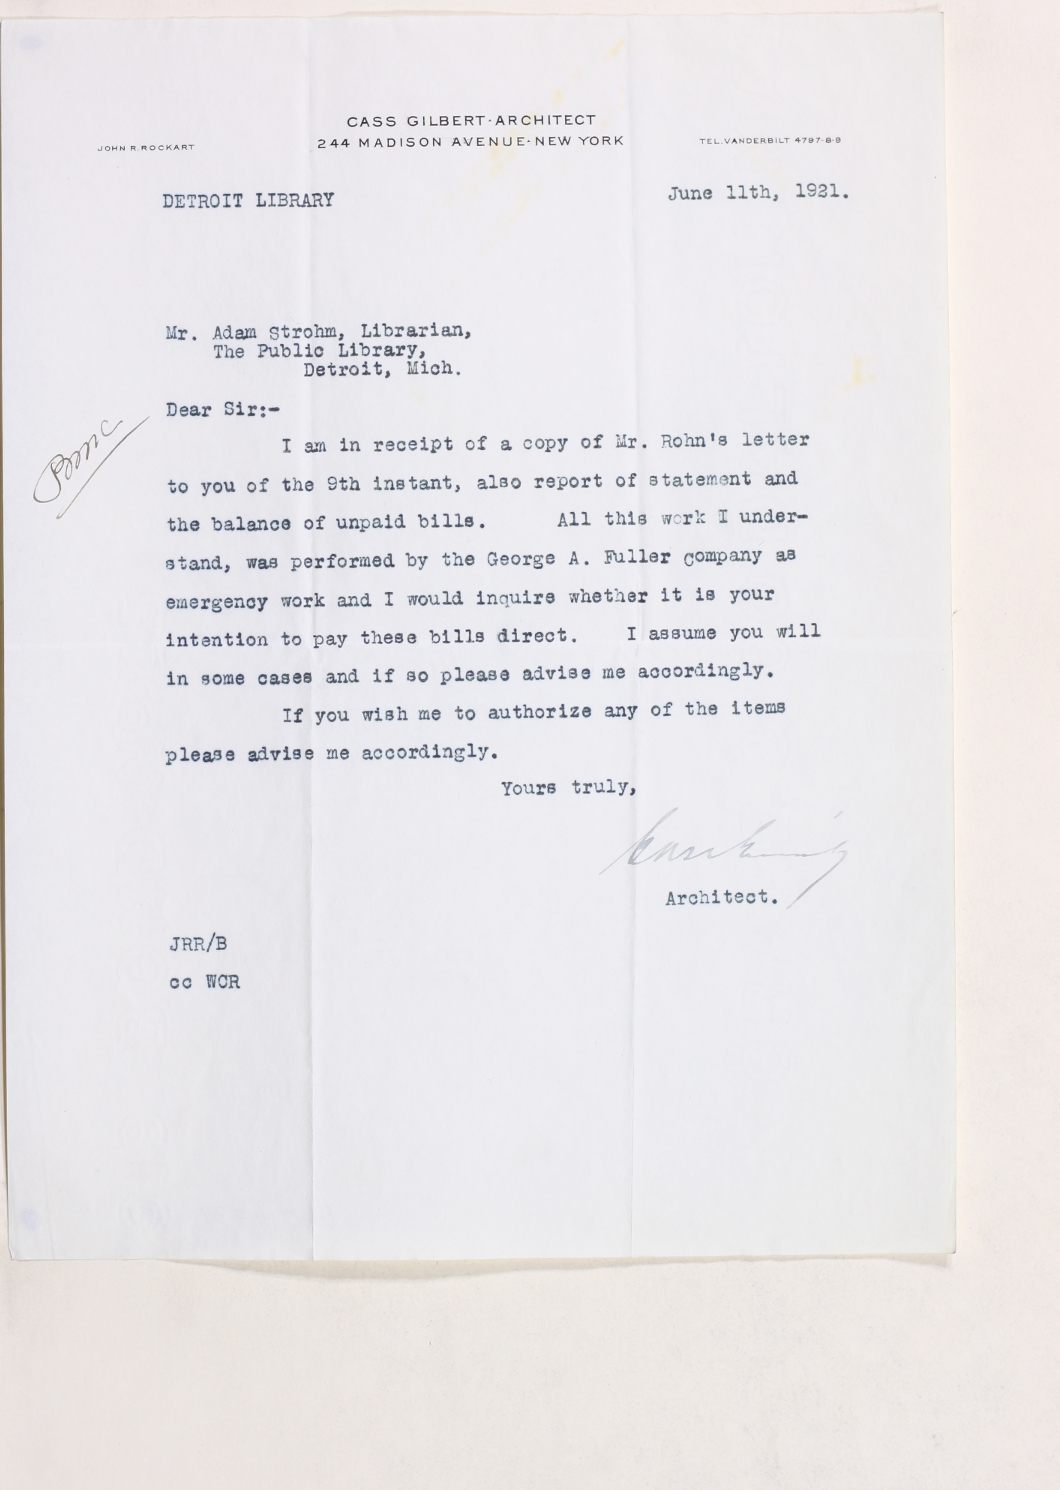 CASS GILBERT·ARCHITECT
244 MADISON AVENUE·NEW YORK
JOHN R. ROCKART
TEL. VANDERBILT 4797-8-9
DETROIT LIBRARY
June 11th, 1921.
Mr. Adam Strohm, Librarian,
The Public Library,
Detroit, Mich.
Dear Sir:-
I am in receipt of a copy of Mr. Rohn's letter
to you of the 9th instant, also report of statement and
the balance of unpaid bills. All this work I under-
stand, was performed by the George A. Fuller company as
emergency work and I would inquire whether it is your
intention to pay these bills direct. I assume you will
in some cases and if so please advise me accordingly.
If you wish me to authorize any of the items
please advise me accordingly.
Yours truly,
Architect.
JRR/B
cc WCR